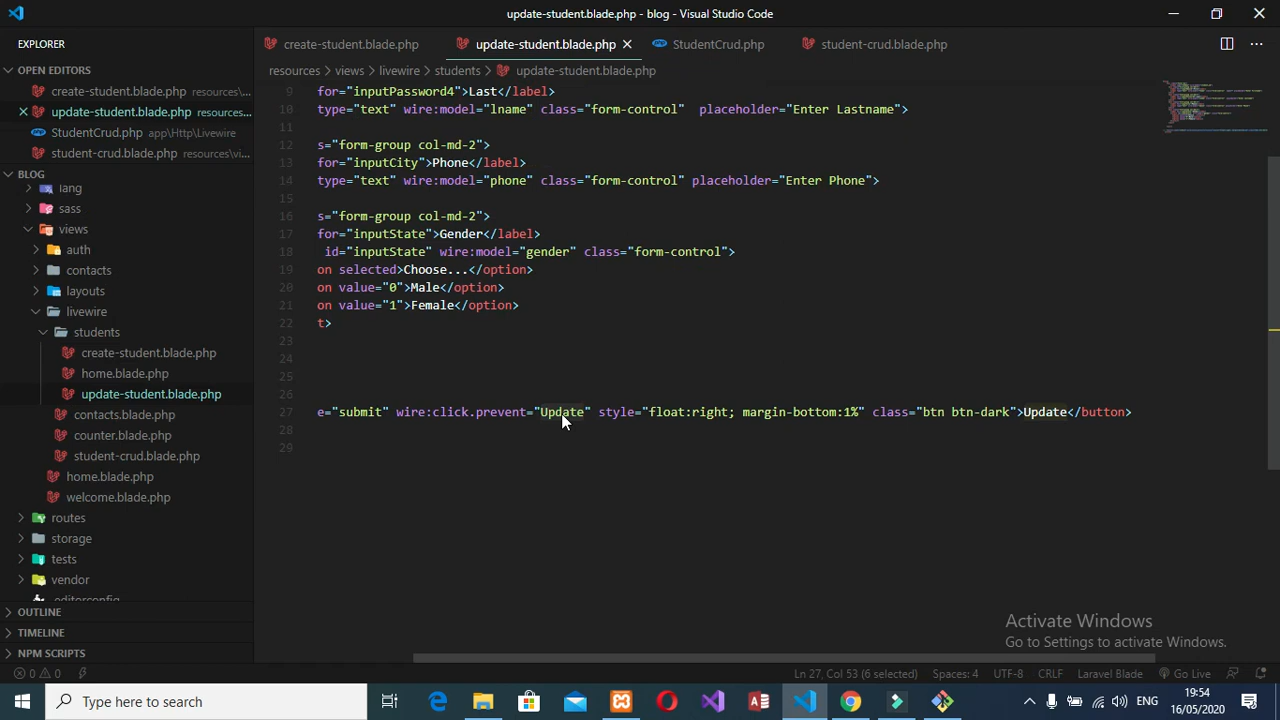 update-student.blade.php - blog - Visual Studio Code
EXPLORER
create-student.blade.php
update-student.blade.php
StudentCrud.php
student-crud.blade.php
OPEN EDITORS
resources > views > livewire > students > update-student.blade.php
create-student.blade.php resources\...
update-student.blade.php resources...
StudentCrud.php app\Http\Livewire
student-crud.blade.php resources\vi...
BLOG
lang
sass
views
auth
contacts
layouts
livewire
students
create-student.blade.php
home.blade.php
update-student.blade.php
contacts.blade.php
counter.blade.php
student-crud.blade.php
home.blade.php
welcome.blade.php
routes
storage
tests
vendor
.editorconfig
OUTLINE
TIMELINE
NPM SCRIPTS
9 for="inputPassword4">Last</label>
10 type="text" wire:model="lname" class="form-control"  placeholder="Enter Lastname">
11
12 s="form-group col-md-2">
13 for="inputCity">Phone</label>
14 type="text" wire:model="phone" class="form-control" placeholder="Enter Phone">
15
16 s="form-group col-md-2">
17 for="inputState">Gender</label>
18 id="inputState" wire:model="gender" class="form-control">
19 on selected>Choose...</option>
20 on value="0">Male</option>
21 on value="1">Female</option>
22 t>
23
24
25
26
27 e="submit" wire:click.prevent="Update" style="float:right; margin-bottom:1%" class="btn btn-dark">Update</button>
28
29
Activate Windows
Go to Settings to activate Windows.
0 0
Ln 27, Col 53 (6 selected) Spaces: 4 UTF-8 CRLF Laravel Blade Go Live
Type here to search
ENG
19:54
16/05/2020